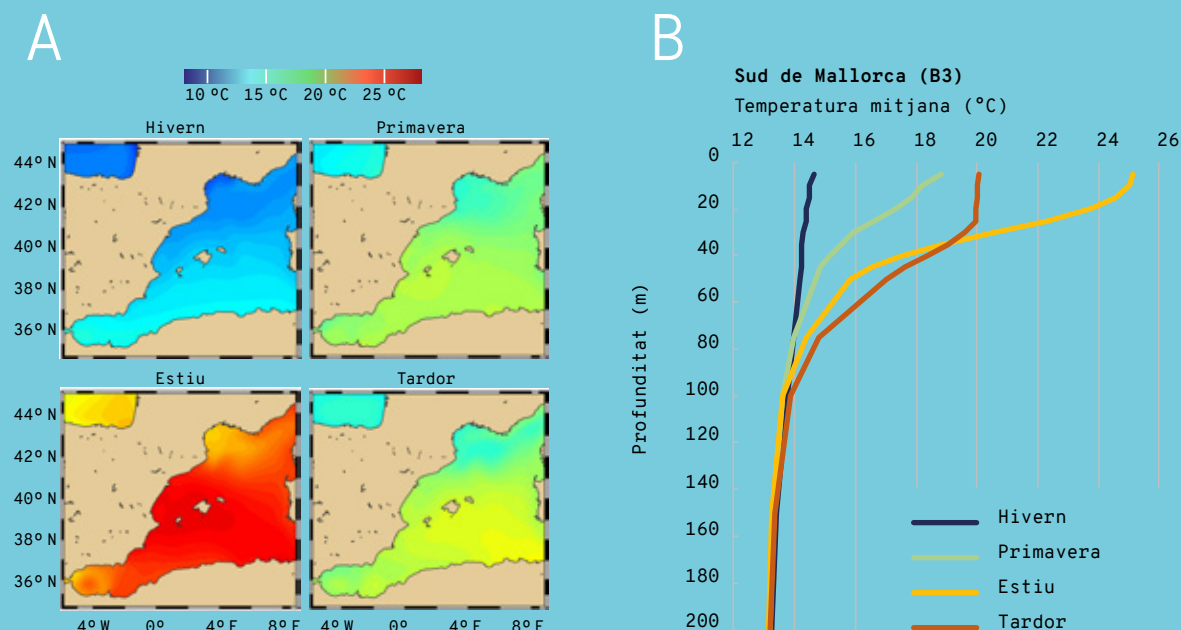 A
10 ºC 15 ºC 20 ºC 25 ºC
Hivern
Primavera
44º N
42º N
40º N
38º N
36º N
Estiu
Tardor
44º N
42º N
40º N
38º N
36º N
4º W 0º 4º E 8º E 4º W 0º 4º E 8º E
B
Sud de Mallorca (B3)
Temperatura mitjana (°C)
12 14 16 18 20 22 24 26
Profunditat (m)
0
20
40
60
80
100
120
140
160
180
200
Hivern
Primavera
Estiu
Tardor